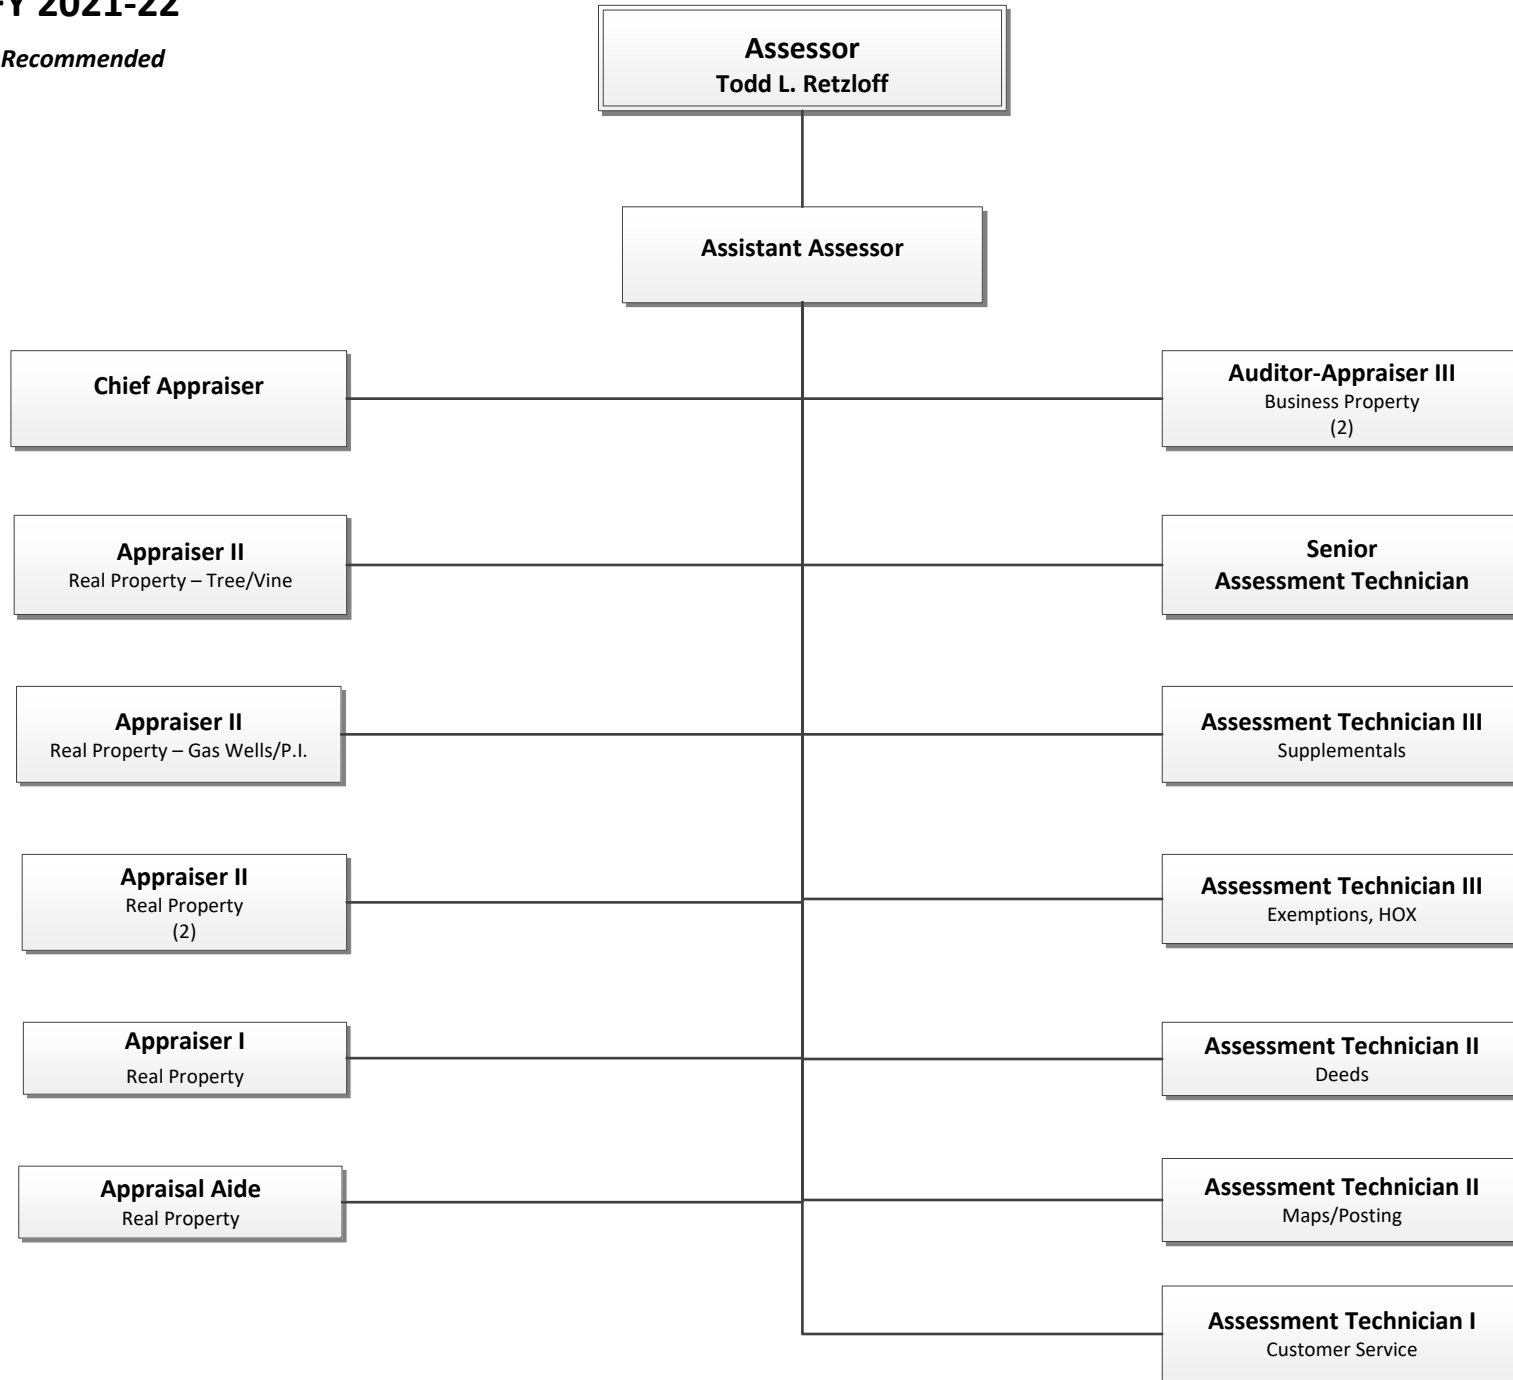 FY 2021-22
Recommended
Assessor
Todd L. Retzloff
Assistant Assessor
Chief Appraiser
Auditor-Appraiser III
Business Property
(2)
Appraiser II
Real Property – Tree/Vine
Senior
Assessment Technician
Appraiser II
Real Property – Gas Wells/P.I.
Assessment Technician III
Supplementals
Appraiser II
Real Property
(2)
Assessment Technician III
Exemptions, HOX
Appraiser I
Real Property
Assessment Technician II
Deeds
Appraisal Aide
Real Property
Assessment Technician II
Maps/Posting
Assessment Technician I
Customer Service